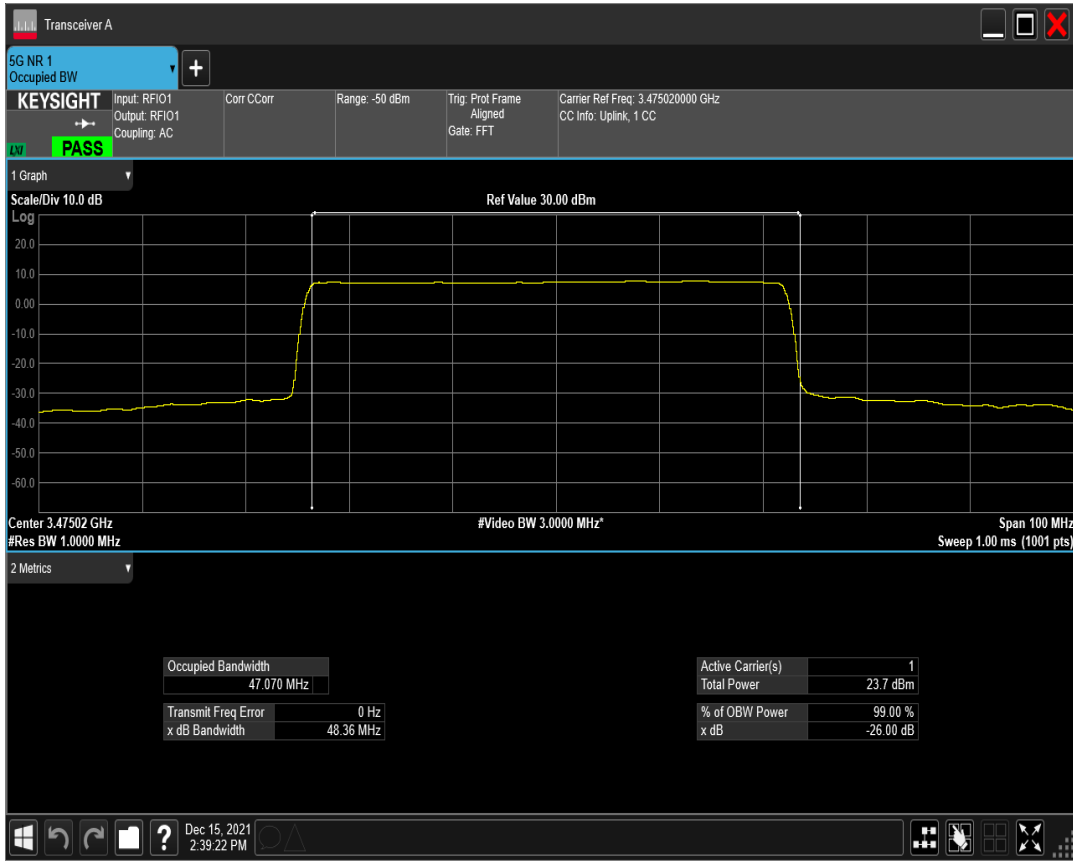 Transceiver A
5G NR 1
Occupied BW
KEYSIGHT
LXI
PASS
Input: RFIO1
Output: RFIO1
Coupling: AC
Corr CCorr
Range: -50 dBm
Trig: Prot Frame
Aligned
Gate: FFT
Carrier Ref Freq: 3.475020000 GHz
CC Info: Uplink, 1 CC
1 Graph
Scale/Div 10.0 dB
Ref Value 30.00 dBm
Log
20.0
10.0
0.00
-10.0
-20.0
-30.0
-40.0
-50.0
-60.0
Center 3.47502 GHz
#Video BW 3.0000 MHz*
Span 100 MHz
#Res BW 1.0000 MHz
Sweep 1.00 ms (1001 pts)
2 Metrics
Occupied Bandwidth
47.070 MHz
Transmit Freq Error 0 Hz
x dB Bandwidth 48.36 MHz
Active Carrier(s) 1
Total Power 23.7 dBm
% of OBW Power 99.00 %
x dB -26.00 dB
?
Dec 15, 2021
2:39:22 PM